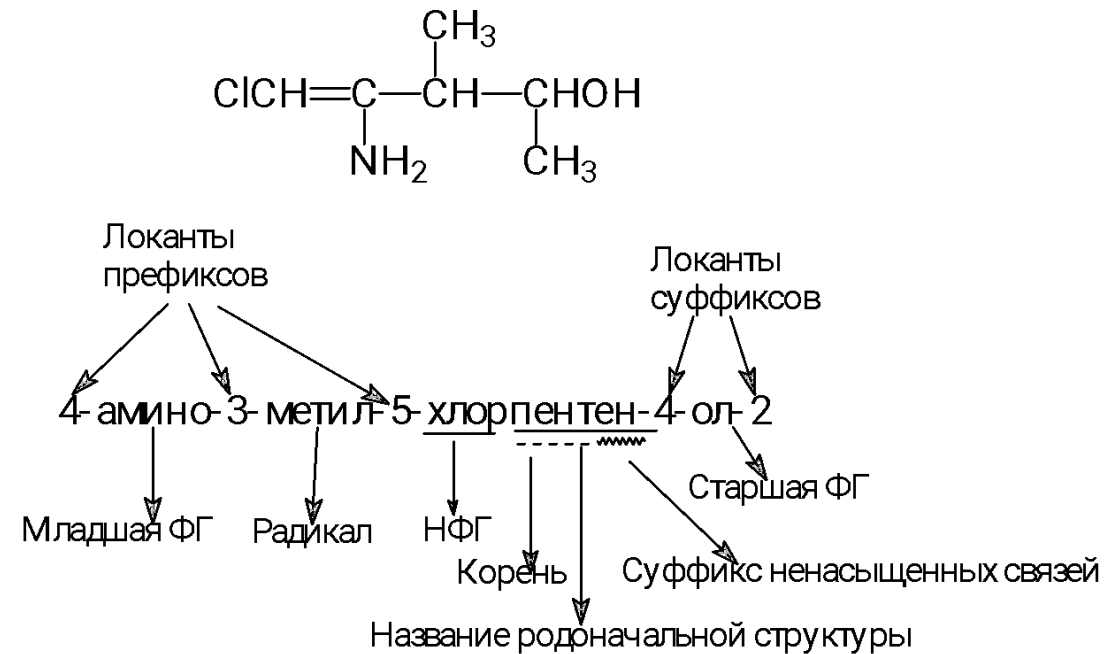 CH₃
ClCH=C—CH—CHOH
NH₂ CH₃
Локанты
префиксов
Локанты
суффиксов
4-амино-3-метил-5-хлорпентен-4-ол-2
Старшая ФГ
Младшая ФГ Радикал НФГ
Корень Суффикс ненасыщенных связей
Название родоначальной структуры